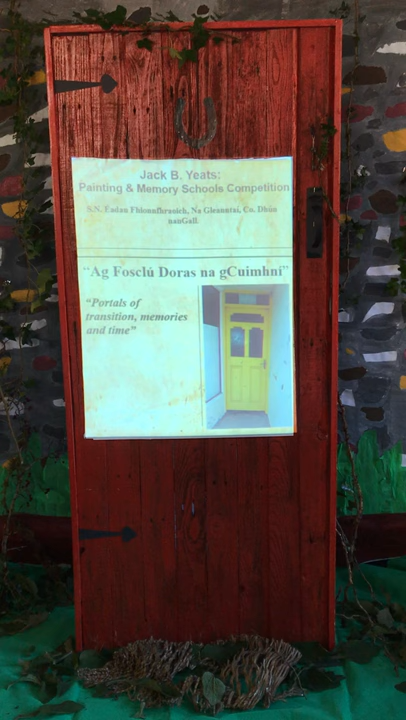 Jack B. Yeats:
Painting & Memory Schools Competition
S.N. Éadan Fhionnfhraoich, Na Gleanntaí, Co. Dhún
nanGall.
“Ag Fosclú Doras na gCuimhní”
“Portals of
transition, memories
and time”